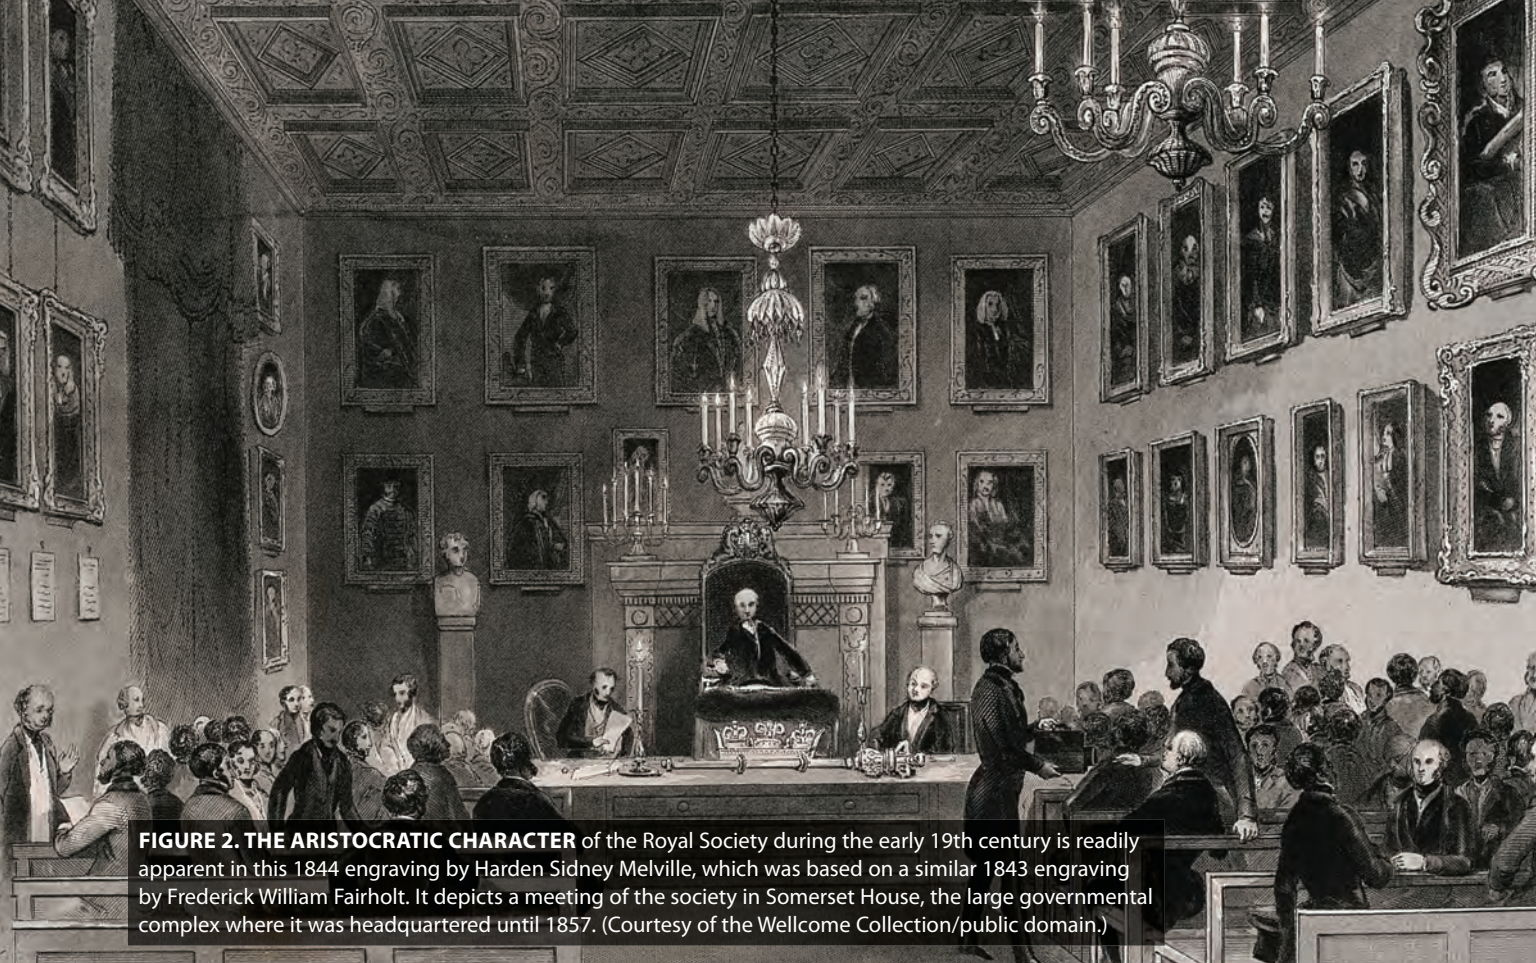 FIGURE 2. THE ARISTOCRATIC CHARACTER of the Royal Society during the early 19th century is readily
apparent in this 1844 engraving by Harden Sidney Melville, which was based on a similar 1843 engraving
by Frederick William Fairholt. It depicts a meeting of the society in Somerset House, the large governmental
complex where it was headquartered until 1857. (Courtesy of the Wellcome Collection/public domain.)